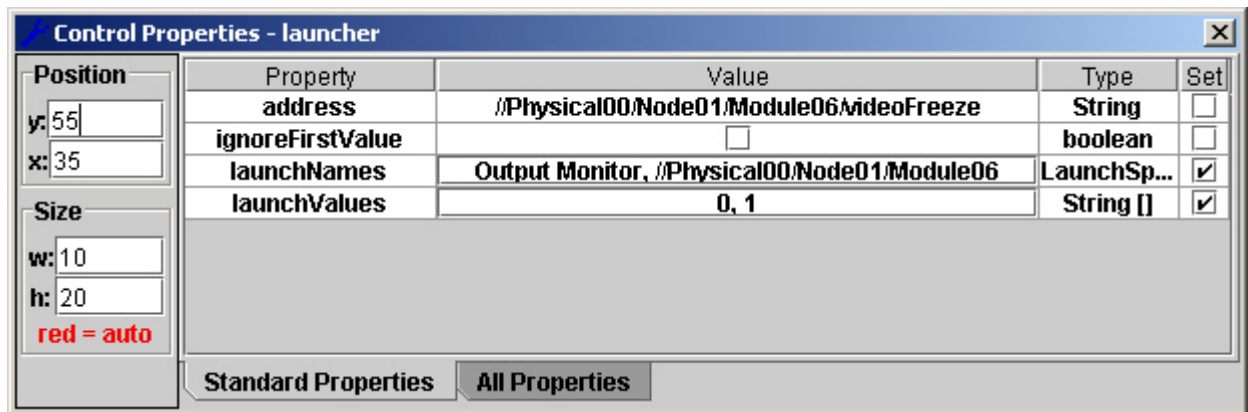 Control Properties - launcher
Position
y: 55
x: 35
Size
w: 10
h: 20
red = auto
Property Value Type Set
address //Physical00/Node01/Module06/videoFreeze String
ignoreFirstValue boolean
launchNames Output Monitor, //Physical00/Node01/Module06 LaunchSp...
launchValues 0, 1 String []
Standard Properties All Properties